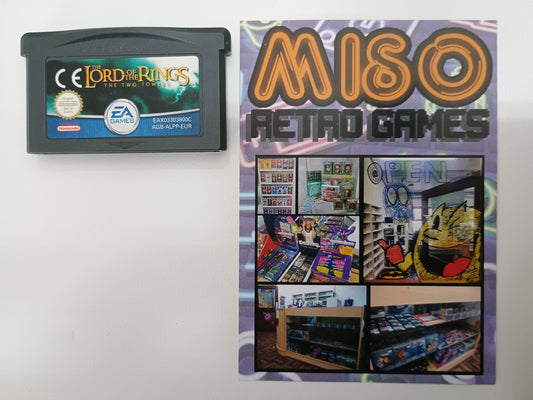 CE
THE
LORD OF THE RINGS
THE TWO TOWERS
Nintendo
EA
GAMES
EAX03303800C
AGB-ALPP-EUR
MISO
RETRO GAMES
OPEN